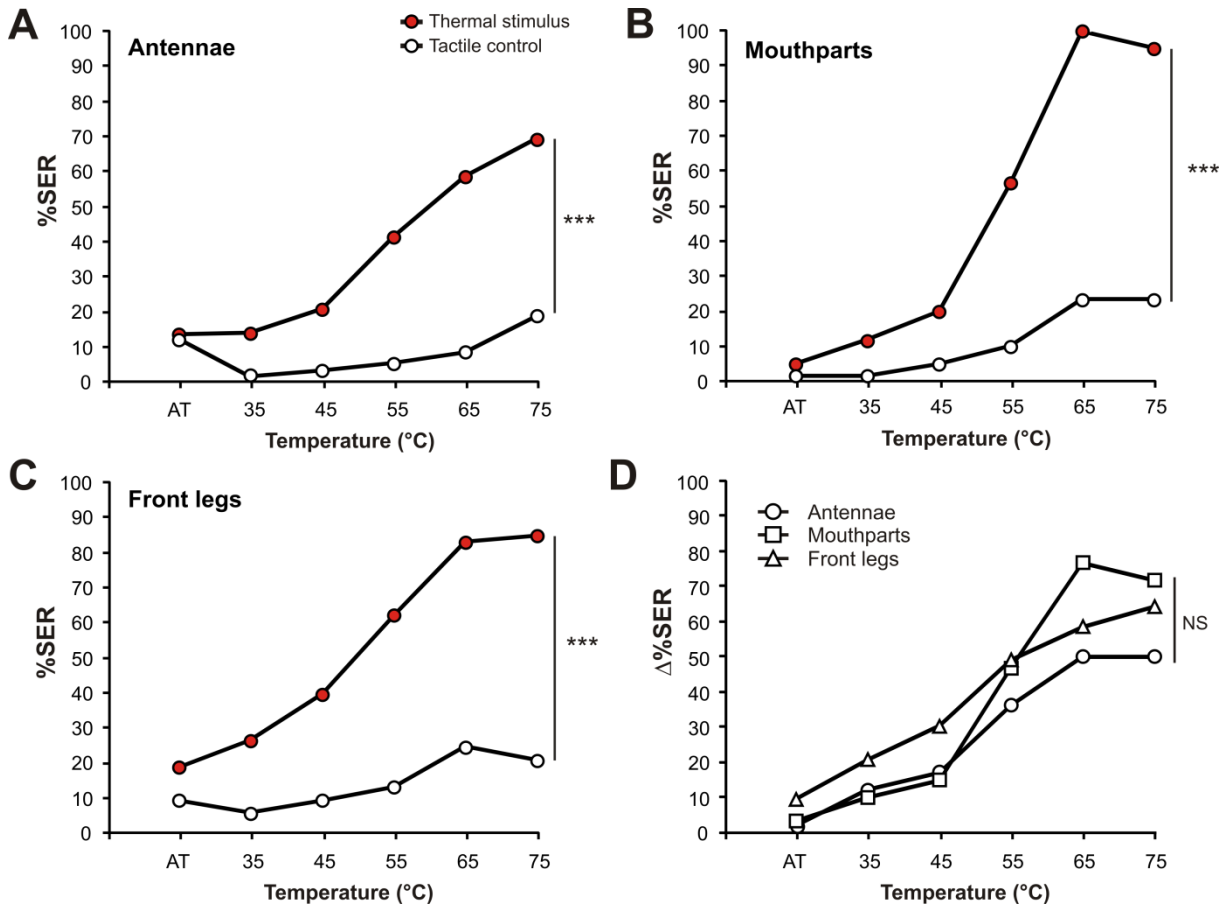 A
Antennae
Thermal stimulus
Tactile control
%SER
100
90
80
70
60
50
40
30
20
10
0
***
AT 35 45 55 65 75
Temperature (°C)
B
Mouthparts
%SER
100
90
80
70
60
50
40
30
20
10
0
***
AT 35 45 55 65 75
Temperature (°C)
C
Front legs
%SER
100
90
80
70
60
50
40
30
20
10
0
***
AT 35 45 55 65 75
Temperature (°C)
D
Antennae
Mouthparts
Front legs
Δ%SER
100
90
80
70
60
50
40
30
20
10
0
NS
AT 35 45 55 65 75
Temperature (°C)